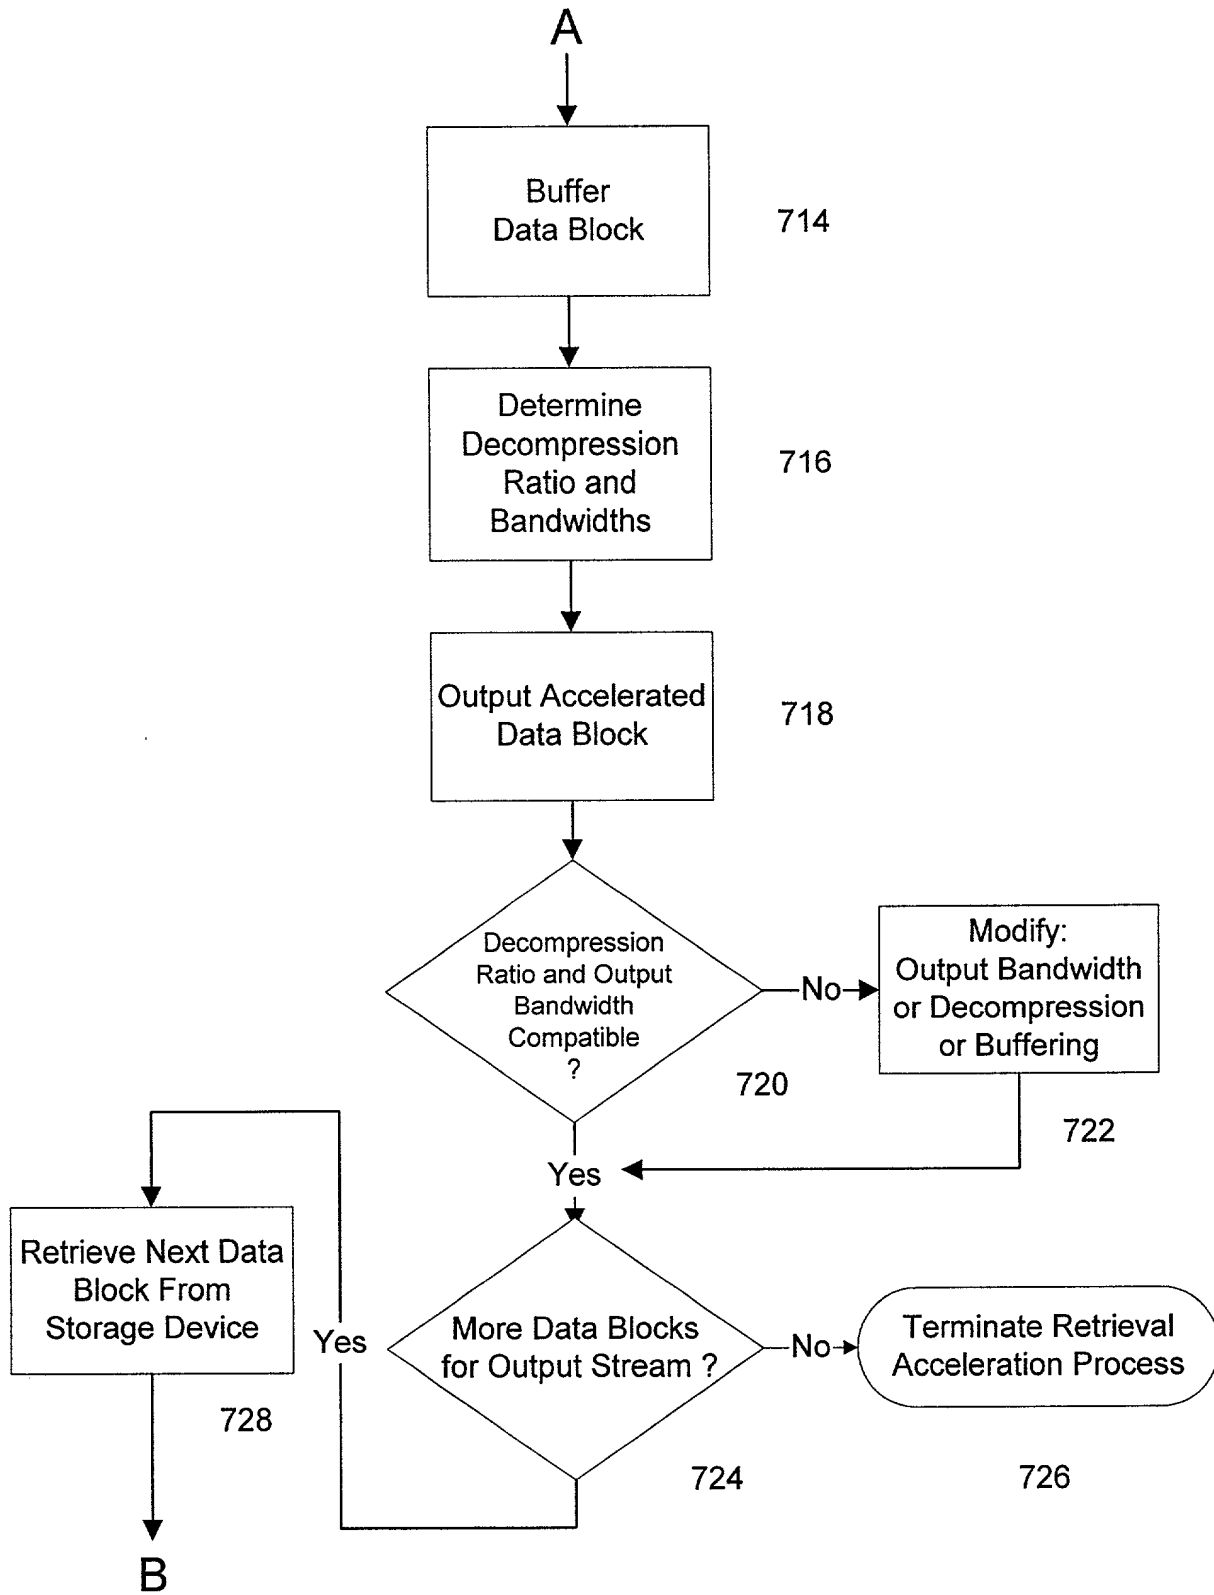 A
Buffer
Data Block
714
Determine
Decompression
Ratio and
Bandwidths
716
Output Accelerated
Data Block
718
Decompression
Ratio and Output
Bandwidth
Compatible
?
720
No
Modify:
Output Bandwidth
or Decompression
or Buffering
722
Yes
More Data Blocks
for Output Stream ?
724
No
Terminate Retrieval
Acceleration Process
726
Yes
Retrieve Next Data
Block From
Storage Device
728
B